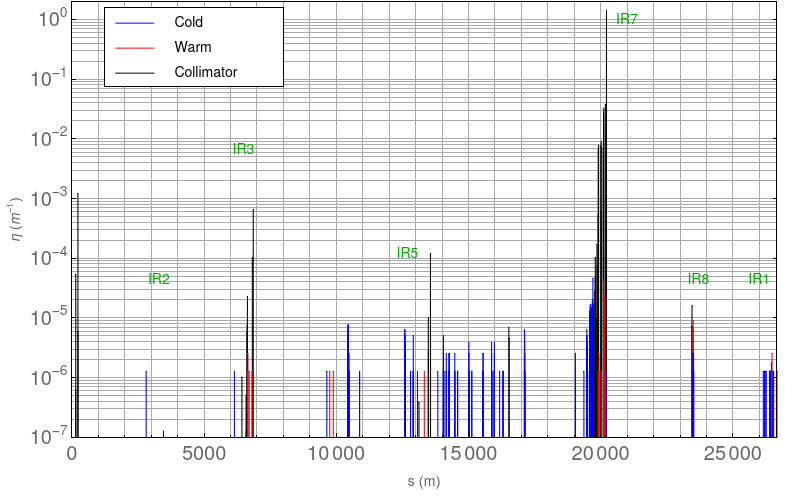 Cold
Warm
Collimator
10⁰
10⁻¹
10⁻²
10⁻³
10⁻⁴
10⁻⁵
10⁻⁶
10⁻⁷
η (m⁻¹)
IR7
IR3
IR5
IR2
IR8
IR1
0
5000
10 000
15 000
20 000
25 000
s (m)